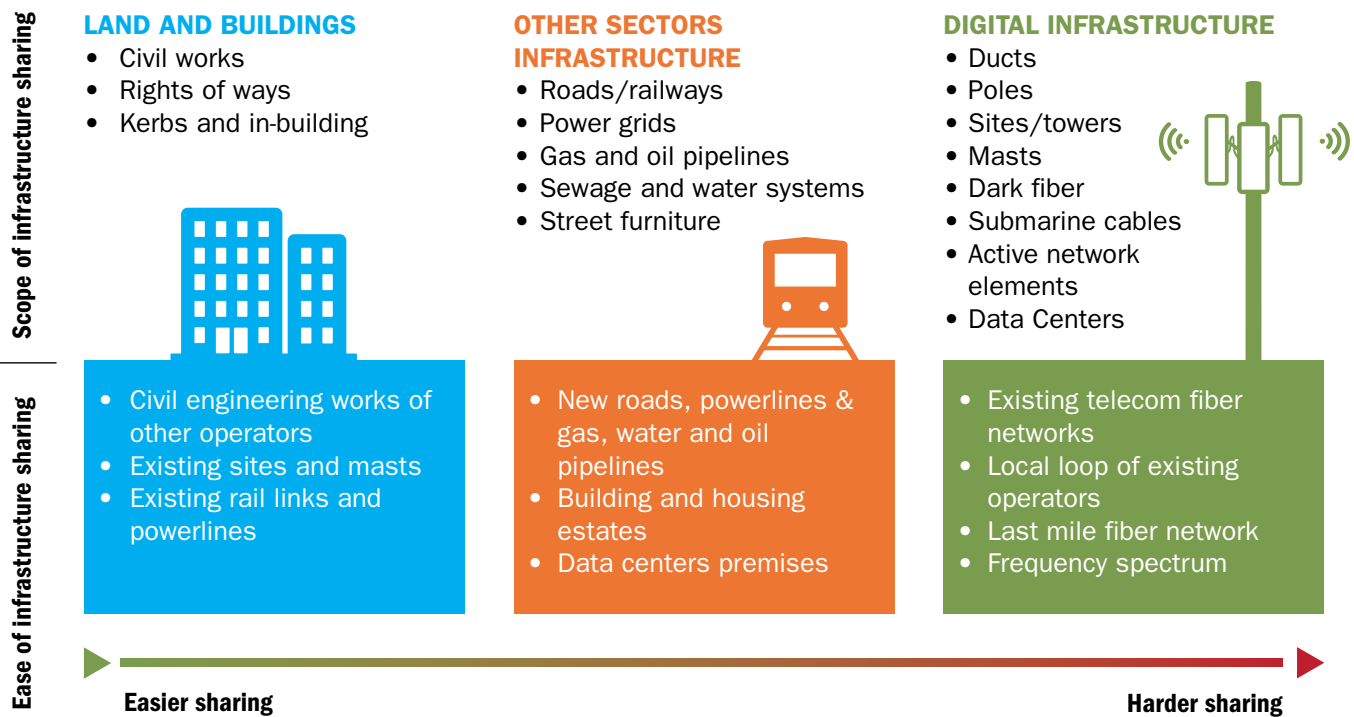 Scope of infrastructure sharing
LAND AND BUILDINGS
• Civil works
• Rights of ways
• Kerbs and in-building
OTHER SECTORS
INFRASTRUCTURE
• Roads/railways
• Power grids
• Gas and oil pipelines
• Sewage and water systems
• Street furniture
DIGITAL INFRASTRUCTURE
• Ducts
• Poles
• Sites/towers
• Masts
• Dark fiber
• Submarine cables
• Active network
elements
• Data Centers
Ease of infrastructure sharing
• Civil engineering works of
other operators
• Existing sites and masts
• Existing rail links and
powerlines
• New roads, powerlines &
gas, water and oil
pipelines
• Building and housing
estates
• Data centers premises
• Existing telecom fiber
networks
• Local loop of existing
operators
• Last mile fiber network
• Frequency spectrum
Easier sharing
Harder sharing